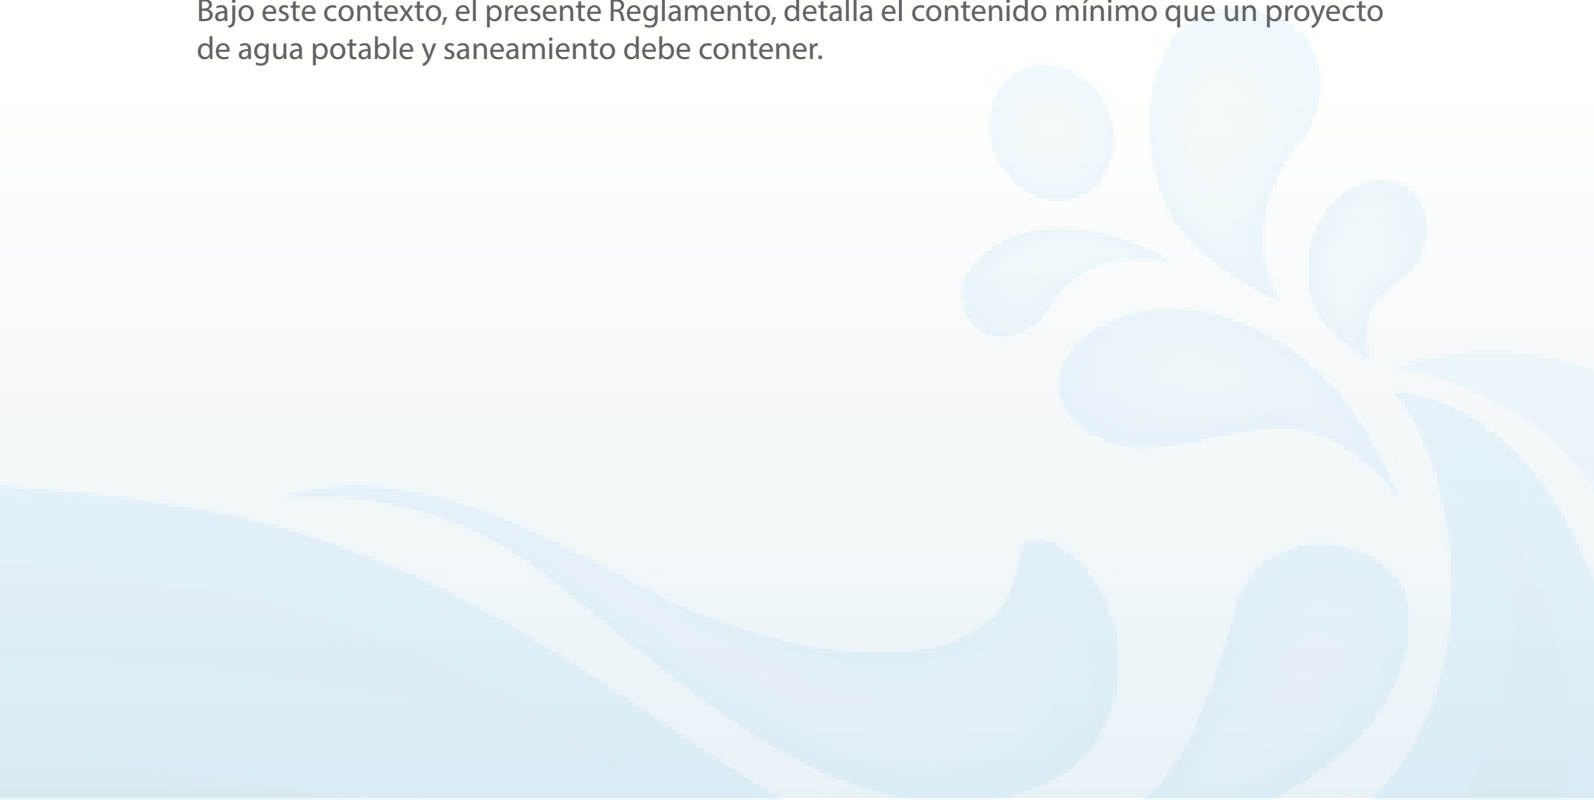 Bajo este contexto, el presente Reglamento, detalla el contenido mínimo que un proyecto
de agua potable y saneamiento debe contener.